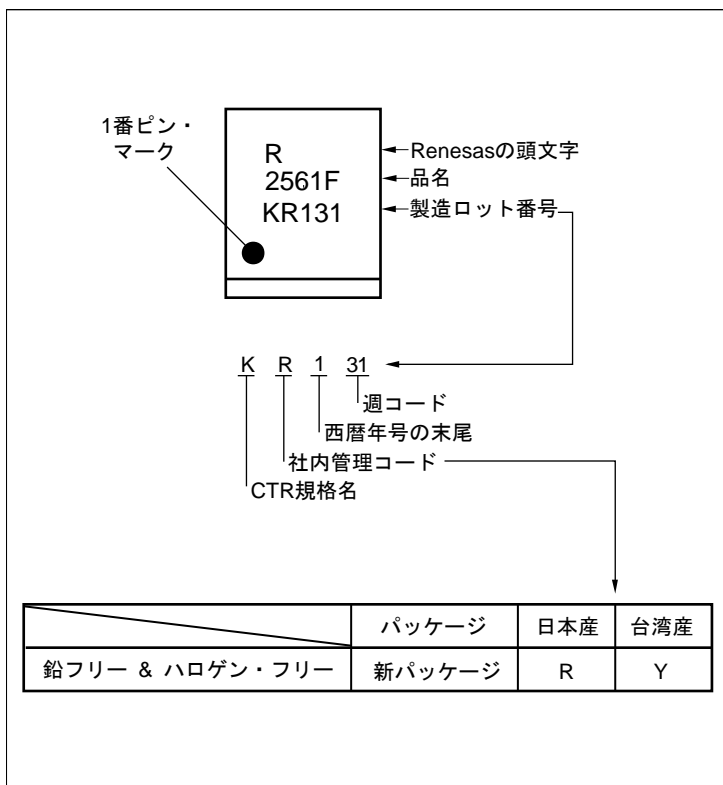 1番ピン・
マーク
R
2561F
KR131
Renesasの頭文字
品名
製造ロット番号
K R 1 31
週コード
西暦年号の末尾
社内管理コード
CTR規格名
パッケージ 日本産 台湾産
鉛フリー & ハロゲン・フリー 新パッケージ R Y